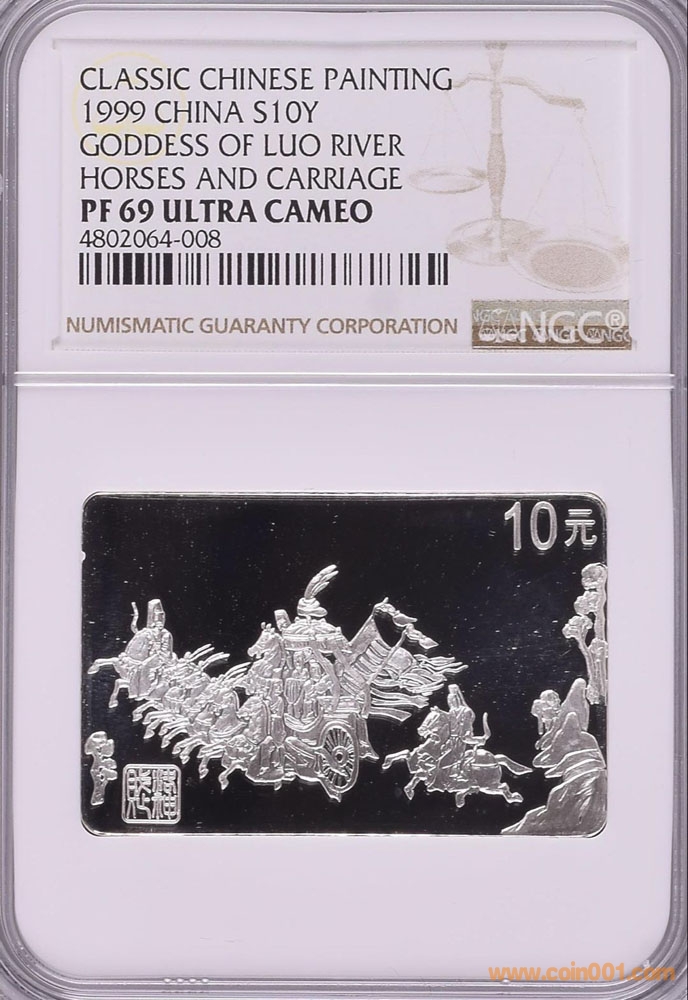 CLASSIC CHINESE PAINTING
1999 CHINA S10Y
GODDESS OF LUO RIVER
HORSES AND CARRIAGE
PF 69 ULTRA CAMEO
4802064-008
NUMISMATIC GUARANTY CORPORATION
NGC®
10元
www.coin001.com